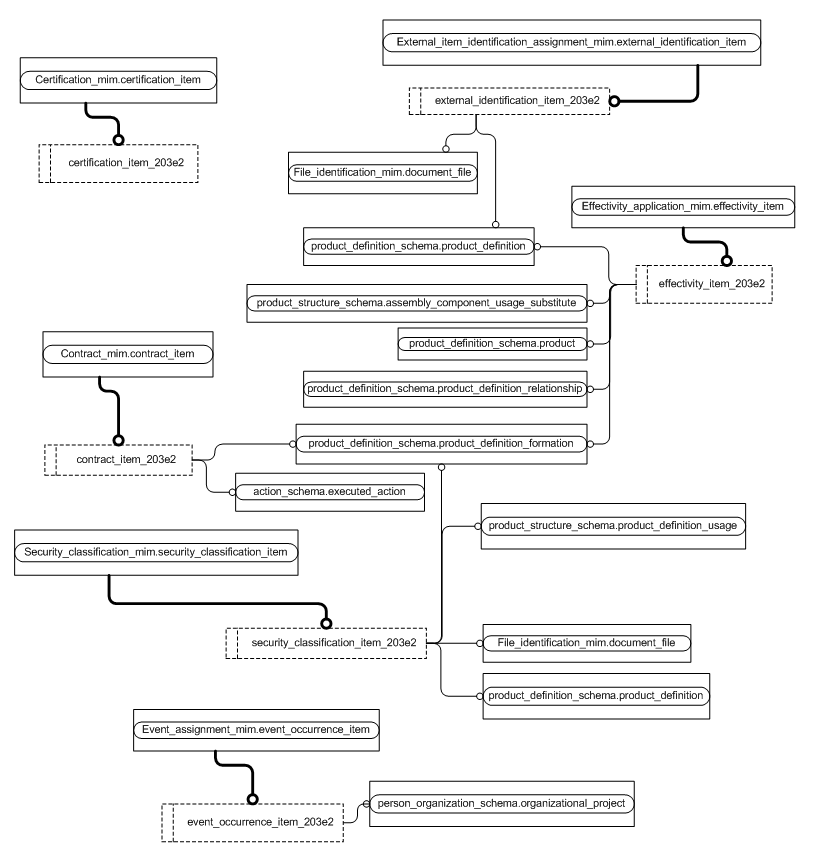 External_item_identification_assignment_mim.external_identification_item
Certification_mim.certification_item
external_identification_item_203e2
certification_item_203e2
File_identification_mim.document_file
Effectivity_application_mim.effectivity_item
product_definition_schema.product_definition
effectivity_item_203e2
product_structure_schema.assembly_component_usage_substitute
product_definition_schema.product
Contract_mim.contract_item
product_definition_schema.product_definition_relationship
product_definition_schema.product_definition_formation
contract_item_203e2
action_schema.executed_action
product_structure_schema.product_definition_usage
Security_classification_mim.security_classification_item
security_classification_item_203e2
File_identification_mim.document_file
product_definition_schema.product_definition
Event_assignment_mim.event_occurrence_item
person_organization_schema.organizational_project
event_occurrence_item_203e2